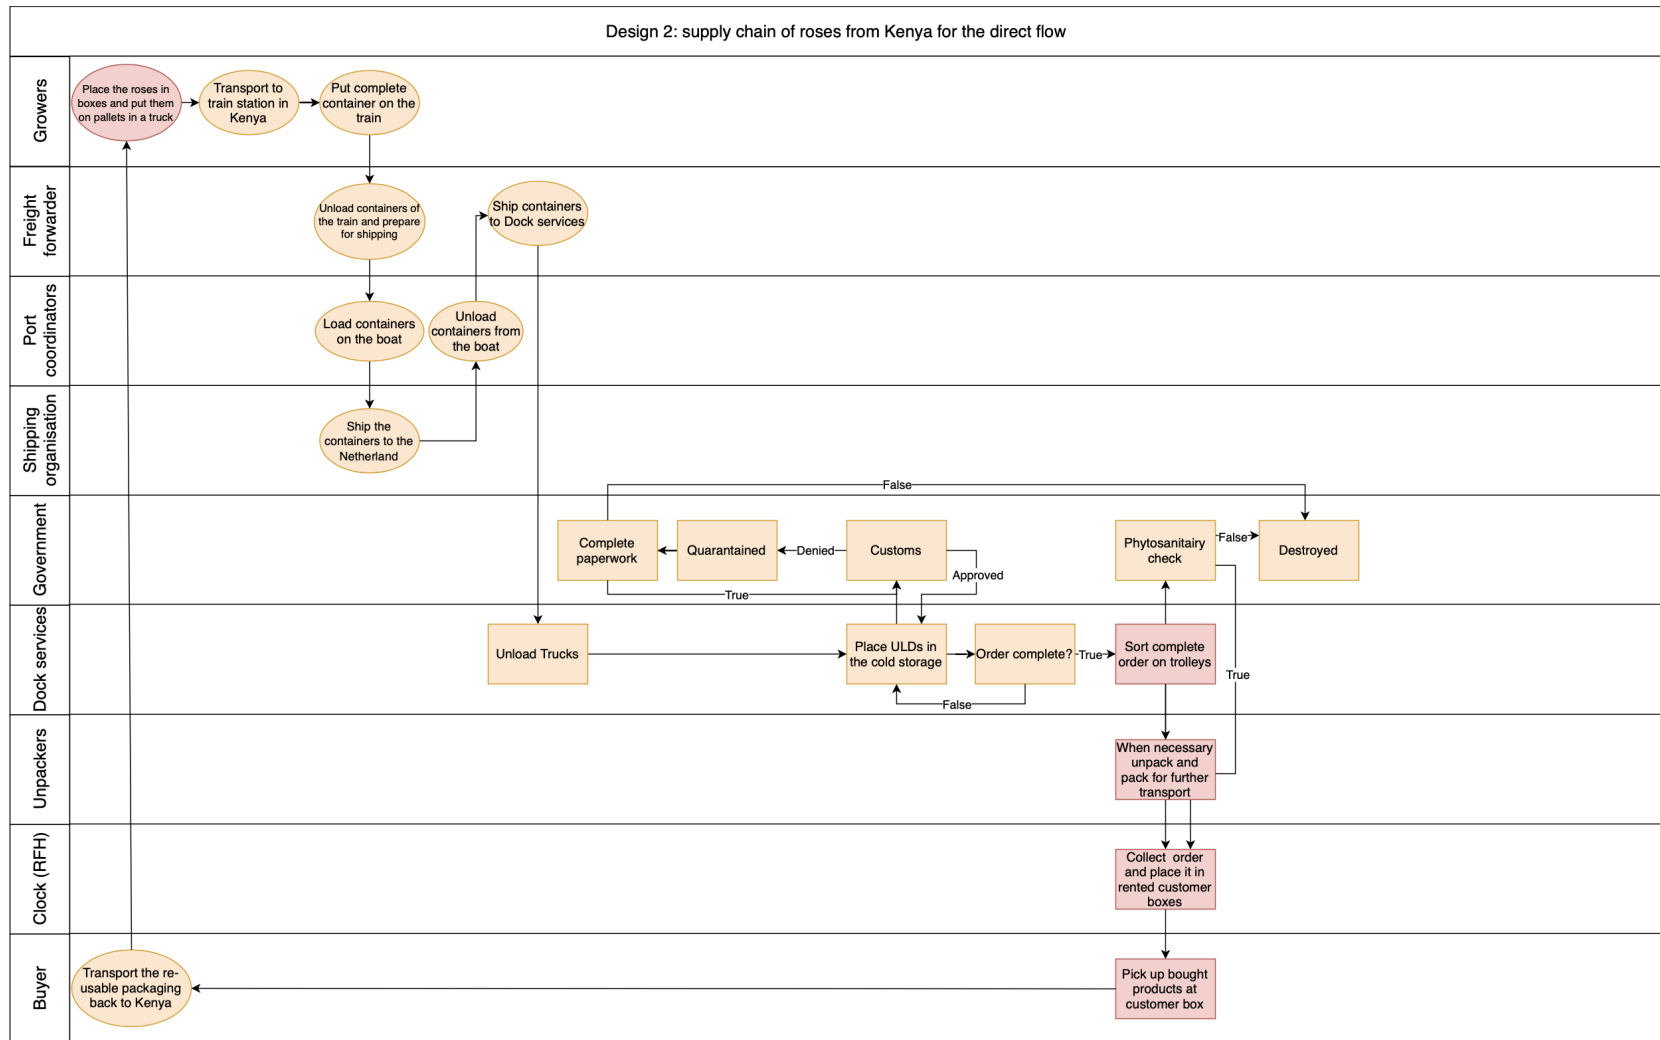 Design 2: supply chain of roses from Kenya for the direct flow
Growers
Place the roses in
boxes and put them
on pallets in a truck
Transport to
train station in
Kenya
Put complete
container on the
train
Freight
forwarder
Unload containers of
the train and prepare
for shipping
Ship containers
to Dock services
Port
coordinators
Load containers
on the boat
Unload
containers from
the boat
Shipping
organisation
Ship the
containers to the
Netherland
False
Government
Complete
paperwork
Quarantained
Denied
Customs
Approved
True
Phytosanitairy
check
False
Destroyed
Dock services
Unload Trucks
Place ULDs in
the cold storage
Order complete?
True
False
Sort complete
order on trolleys
True
Unpackers
When necessary
unpack and
pack for further
transport
Clock (RFH)
Collect order
and place it in
rented customer
boxes
Buyer
Transport the re-
usable packaging
back to Kenya
Pick up bought
products at
customer box